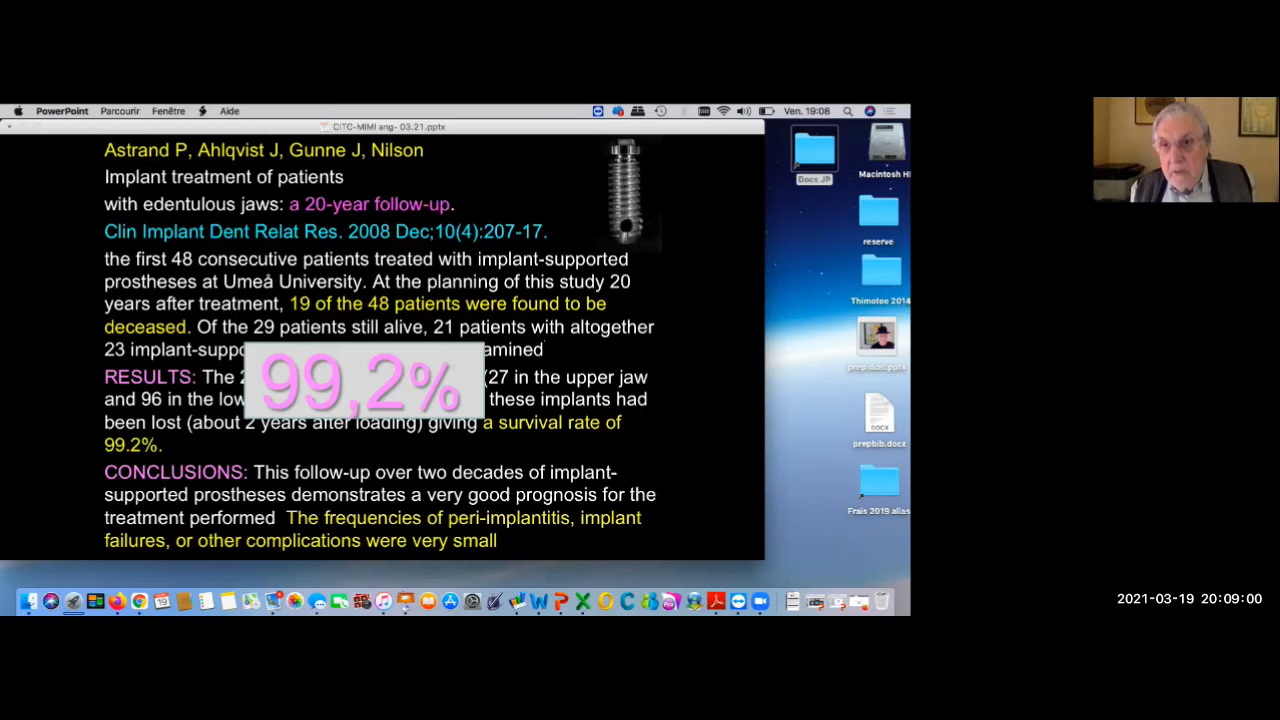 PowerPoint Parcourir Fenêtre Aide Ven. 19:08
CiTC-MIMI ang- 03.21.pptx
Astrand P, Ahlqvist J, Gunne J, Nilson
Implant treatment of patients
with edentulous jaws: a 20-year follow-up.
Clin Implant Dent Relat Res. 2008 Dec;10(4):207-17.
the first 48 consecutive patients treated with implant-supported
prostheses at Umeå University. At the planning of this study 20
years after treatment, 19 of the 48 patients were found to be
deceased. Of the 29 patients still alive, 21 patients with altogether
23 implant-suppo amined
99,2%
RESULTS: The 2 (27 in the upper jaw
and 96 in the low these implants had
been lost (about 2 years after loading) giving a survival rate of
99.2%.
CONCLUSIONS: This follow-up over two decades of implant-
supported prostheses demonstrates a very good prognosis for the
treatment performed The frequencies of peri-implantitis, implant
failures, or other complications were very small
Docs JP
Macintosh H
reserve
Thimotee 2014
prepbib.docx
Frais 2019 alias
DOCX
19
2021-03-19 20:09:00